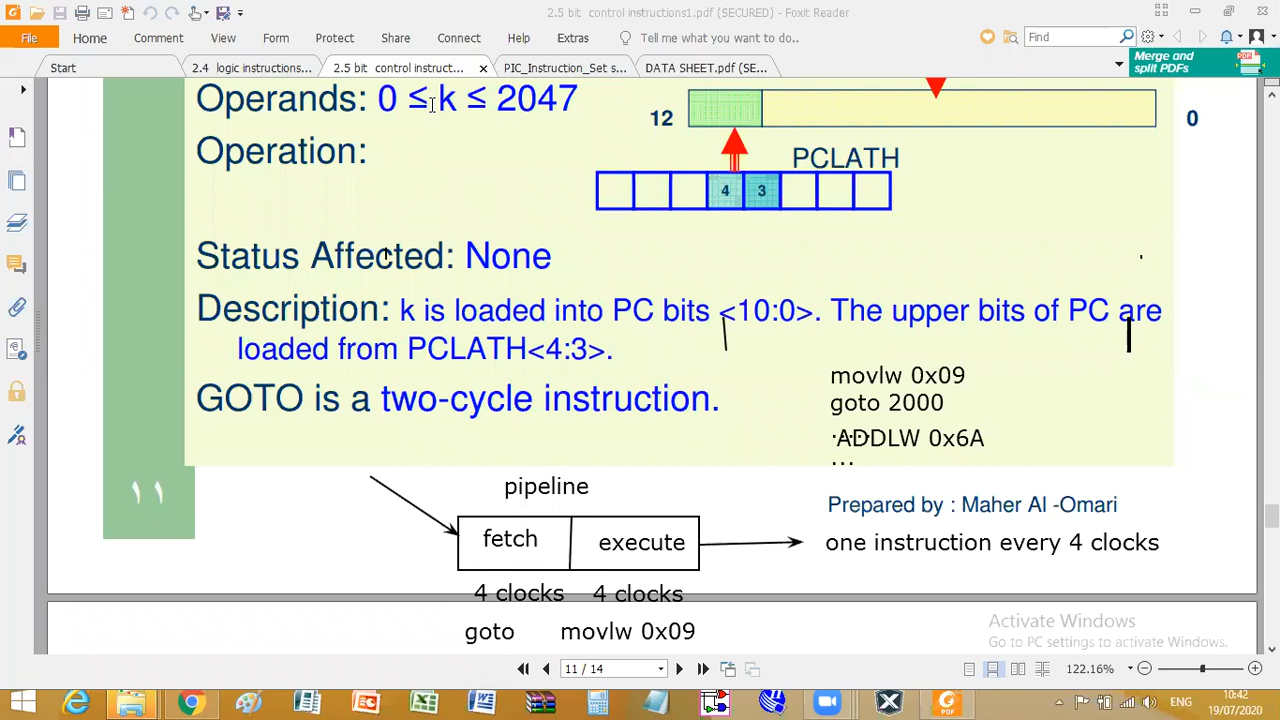 2.5 bit control instructions1.pdf (SECURED) - Foxit Reader
File Home Comment View Form Protect Share Connect Help Extras Tell me what you want to do.. Find
Start 2.4 logic instructions... 2.5 bit control instruct... PIC_Instruction_Set s... DATA SHEET.pdf (SE...
Merge and
split PDFs
Operands: 0 ≤ k ≤ 2047
12 0
Operation:
PCLATH
4 3
Status Affected: None
Description: k is loaded into PC bits <10:0>. The upper bits of PC are
loaded from PCLATH<4:3>.
movlw 0x09
GOTO is a two-cycle instruction.
goto 2000
ADDLW 0x6A
...
١١
pipeline
Prepared by : Maher Al -Omari
fetch execute one instruction every 4 clocks
4 clocks 4 clocks
goto movlw 0x09
Activate Windows
Go to PC settings to activate Windows.
11 / 14 122.16%
ENG 10:42
19/07/2020